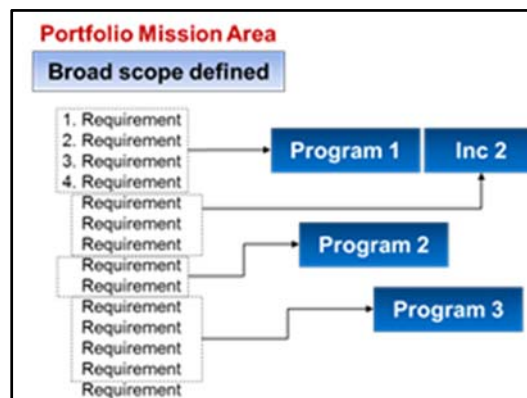 Portfolio Mission Area
Broad scope defined
1. Requirement
2. Requirement
3. Requirement
4. Requirement
Requirement
Requirement
Requirement
Requirement
Requirement
Requirement
Requirement
Requirement
Requirement
Requirement
Program 1
Inc 2
Program 2
Program 3